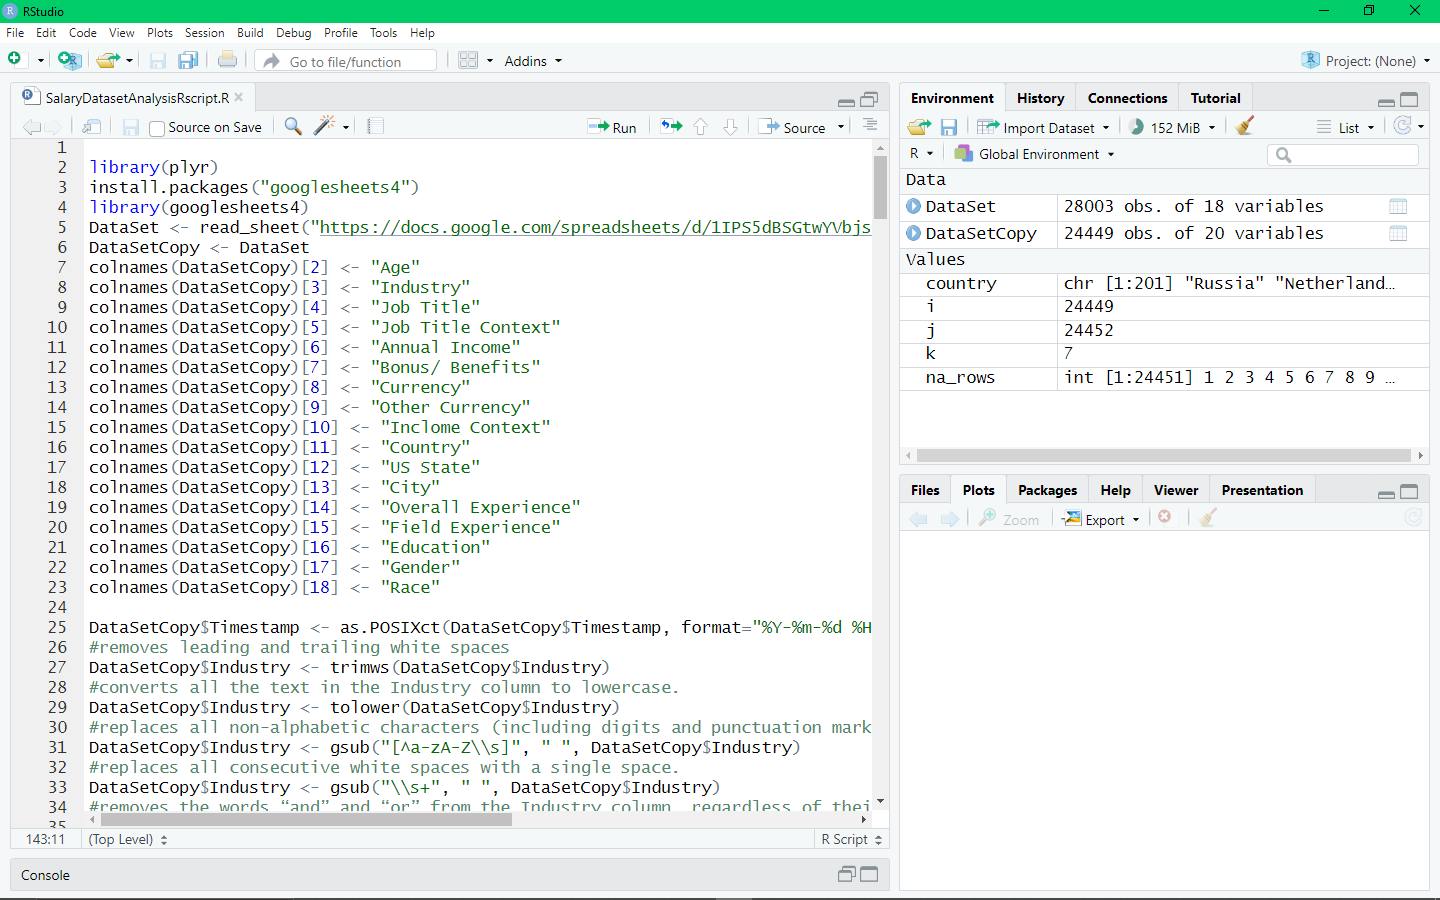 RStudio
File Edit Code View Plots Session Build Debug Profile Tools Help
Go to file/function
Addins
Project: (None)
SalaryDatasetAnalysisRscript.R
Source on Save
Run
Source
1
2 library(plyr)
3 install.packages("googlesheets4")
4 library(googlesheets4)
5 DataSet <- read_sheet("https://docs.google.com/spreadsheets/d/1IPS5dBSGtwYVbjs
6 DataSetCopy <- DataSet
7 colnames(DataSetCopy)[2] <- "Age"
8 colnames(DataSetCopy)[3] <- "Industry"
9 colnames(DataSetCopy)[4] <- "Job Title"
10 colnames(DataSetCopy)[5] <- "Job Title Context"
11 colnames(DataSetCopy)[6] <- "Annual Income"
12 colnames(DataSetCopy)[7] <- "Bonus/ Benefits"
13 colnames(DataSetCopy)[8] <- "Currency"
14 colnames(DataSetCopy)[9] <- "Other Currency"
15 colnames(DataSetCopy)[10] <- "Inclome Context"
16 colnames(DataSetCopy)[11] <- "Country"
17 colnames(DataSetCopy)[12] <- "US State"
18 colnames(DataSetCopy)[13] <- "City"
19 colnames(DataSetCopy)[14] <- "Overall Experience"
20 colnames(DataSetCopy)[15] <- "Field Experience"
21 colnames(DataSetCopy)[16] <- "Education"
22 colnames(DataSetCopy)[17] <- "Gender"
23 colnames(DataSetCopy)[18] <- "Race"
24
25 DataSetCopy$Timestamp <- as.POSIXct(DataSetCopy$Timestamp, format="%Y-%m-%d %H
26 #removes leading and trailing white spaces
27 DataSetCopy$Industry <- trimws(DataSetCopy$Industry)
28 #converts all the text in the Industry column to lowercase.
29 DataSetCopy$Industry <- tolower(DataSetCopy$Industry)
30 #replaces all non-alphabetic characters (including digits and punctuation mark
31 DataSetCopy$Industry <- gsub("[^a-zA-Z\\s]", " ", DataSetCopy$Industry)
32 #replaces all consecutive white spaces with a single space.
33 DataSetCopy$Industry <- gsub("\\s+", " ", DataSetCopy$Industry)
34 #removes the words “and” and “or” from the Industry column, regardless of thei
35
143:11 (Top Level) R Script
Console
Environment History Connections Tutorial
Import Dataset 152 MiB List
R Global Environment
Data
DataSet 28003 obs. of 18 variables
DataSetCopy 24449 obs. of 20 variables
Values
country chr [1:201] "Russia" "Netherland...
i 24449
j 24452
k 7
na_rows int [1:24451] 1 2 3 4 5 6 7 8 9 ...
Files Plots Packages Help Viewer Presentation
Zoom Export